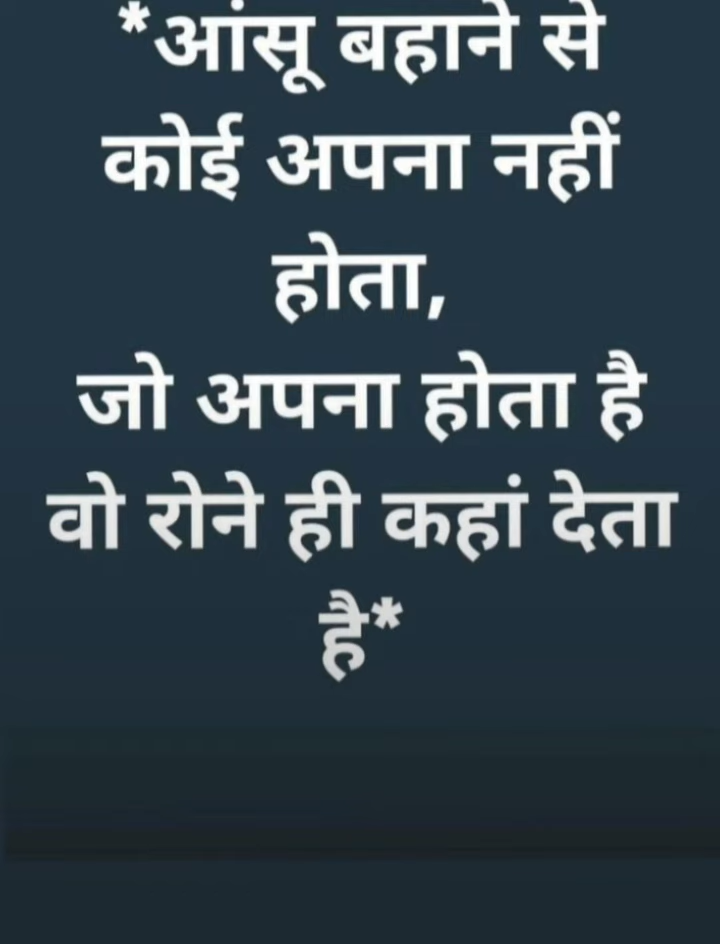 *आंसू बहाने से
कोई अपना नहीं
होता,
जो अपना होता है
वो रोने ही कहां देता
है*